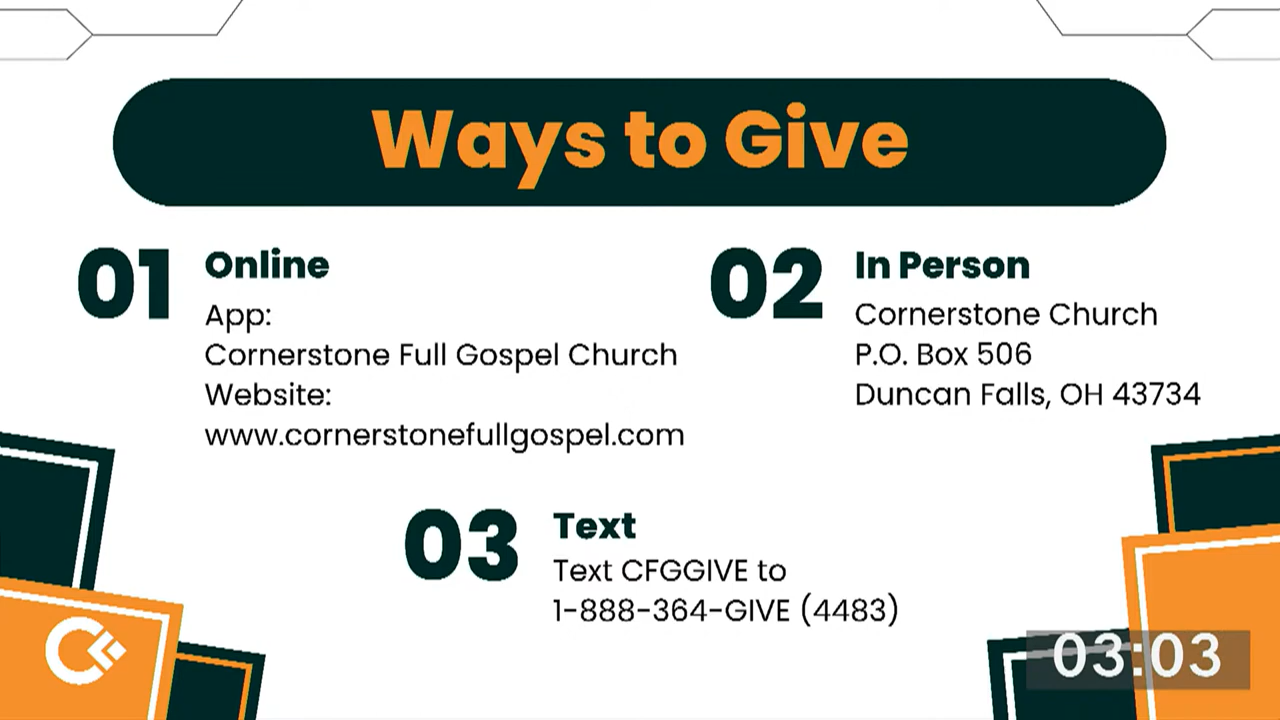 Ways to Give
01
Online
App:
Cornerstone Full Gospel Church
Website:
www.cornerstonefullgospel.com
02
In Person
Cornerstone Church
P.O. Box 506
Duncan Falls, OH 43734
03
Text
Text CFGGIVE to
1-888-364-GIVE (4483)
03:03